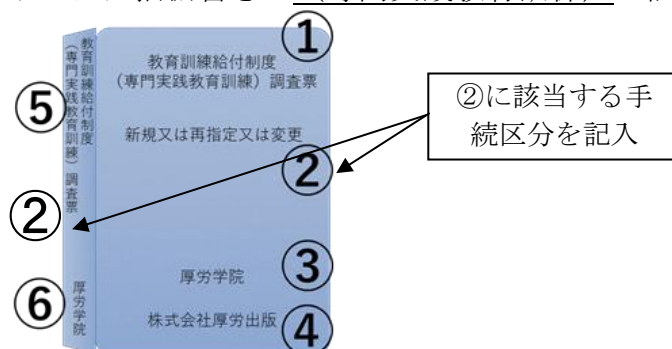 ①
教育訓練給付制度
(専門実践教育訓練)調査票
新規又は再指定又は変更
②
厚労学院
③
株式会社厚労出版
④
教育訓練給付制度
(専門実践教育訓練)調査票
⑤
②
厚労学院
⑥
②に該当する手
続区分を記入